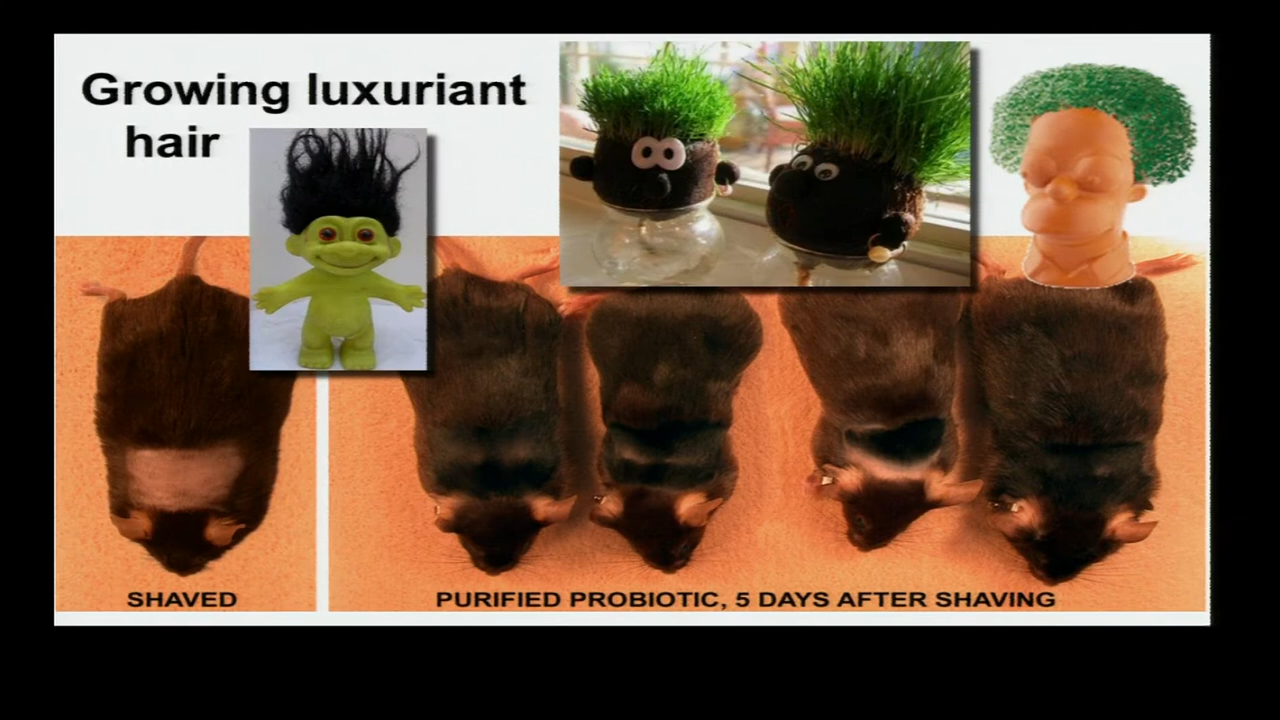 Growing luxuriant
hair
SHAVED
PURIFIED PROBIOTIC, 5 DAYS AFTER SHAVING